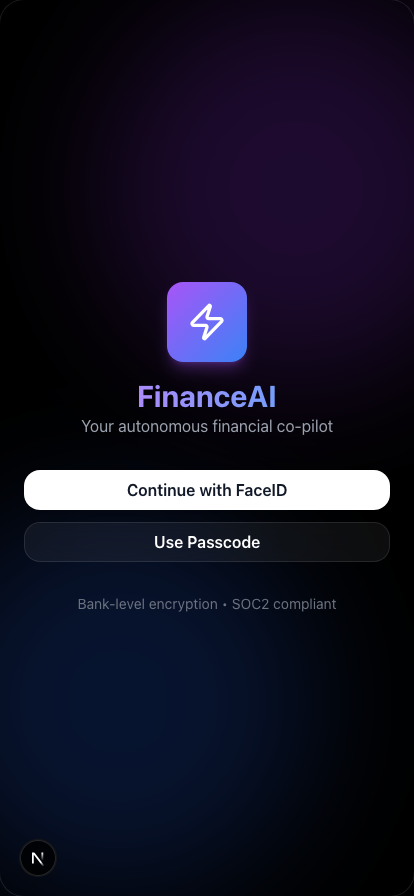 FinanceAI
Your autonomous financial co-pilot
Continue with FaceID
Use Passcode
Bank-level encryption • SOC2 compliant
N